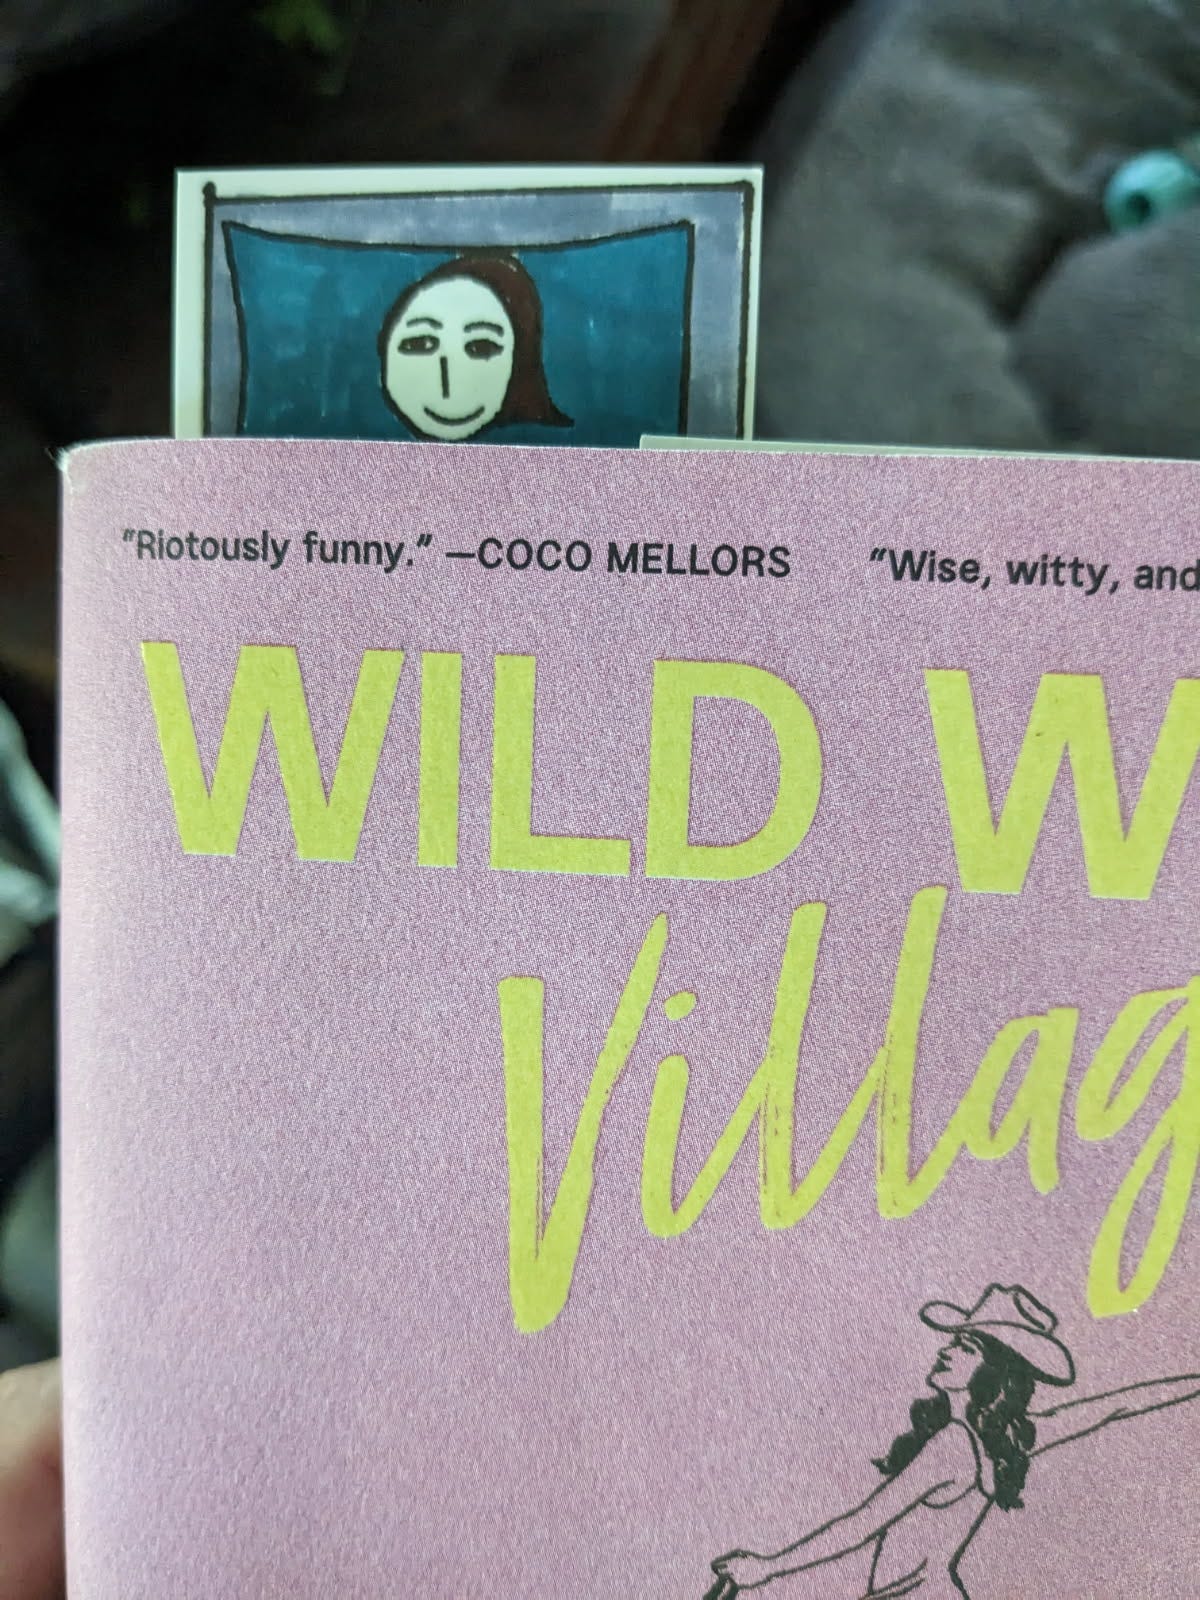 "Riotously funny." —COCO MELLORS "Wise, witty, and
WILD W
Villag